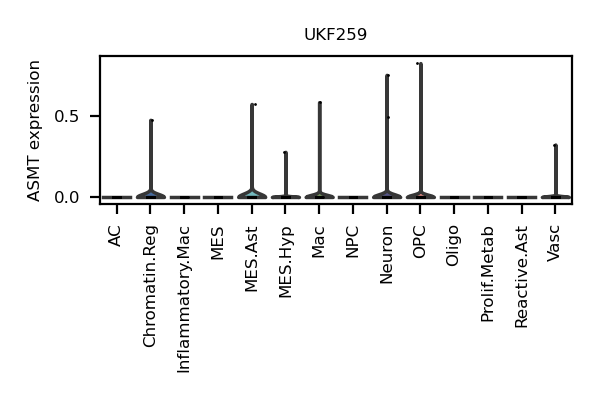 UKF259
ASMT expression
0.5
0.0
AC
Chromatin.Reg
Inflammatory.Mac
MES
MES.Ast
MES.Hyp
Mac
NPC
Neuron
OPC
Oligo
Prolif.Metab
Reactive.Ast
Vasc